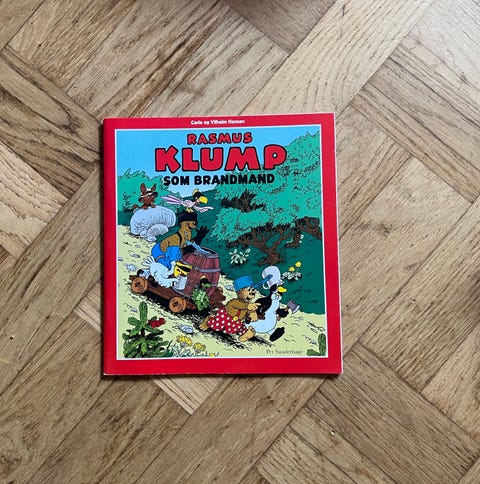 Carla og Vilhelm Hansen
RASMUS
KLUMP
SOM BRANDMAND
Per Sanderhage